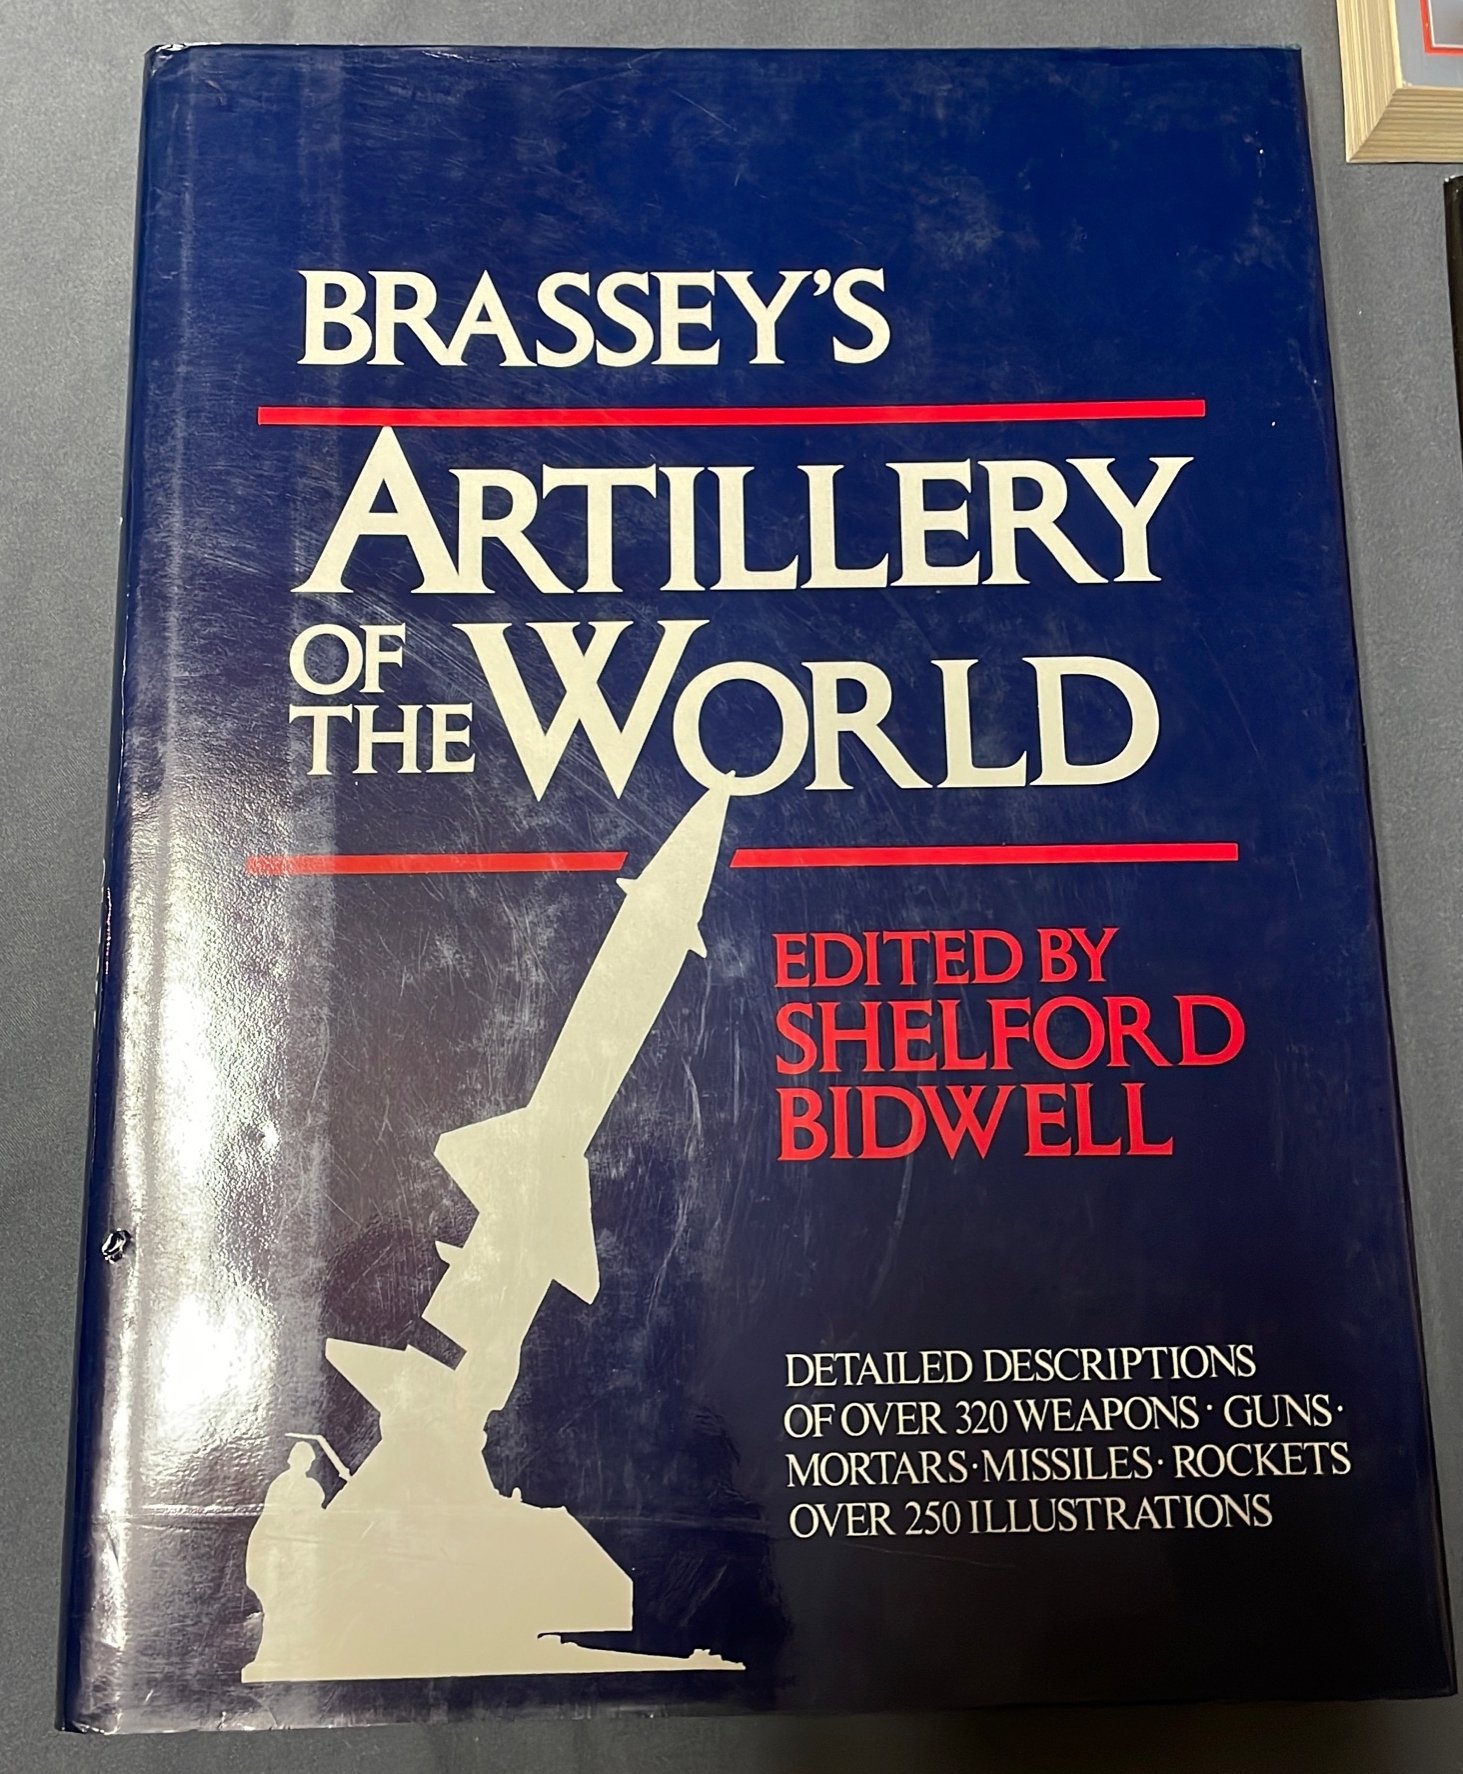 BRASSEY'S
ARTILLERY
OF
THE WORLD
EDITED BY
SHELFORD
BIDWELL
DETAILED DESCRIPTIONS
OF OVER 320 WEAPONS · GUNS ·
MORTARS · MISSILES · ROCKETS
OVER 250 ILLUSTRATIONS